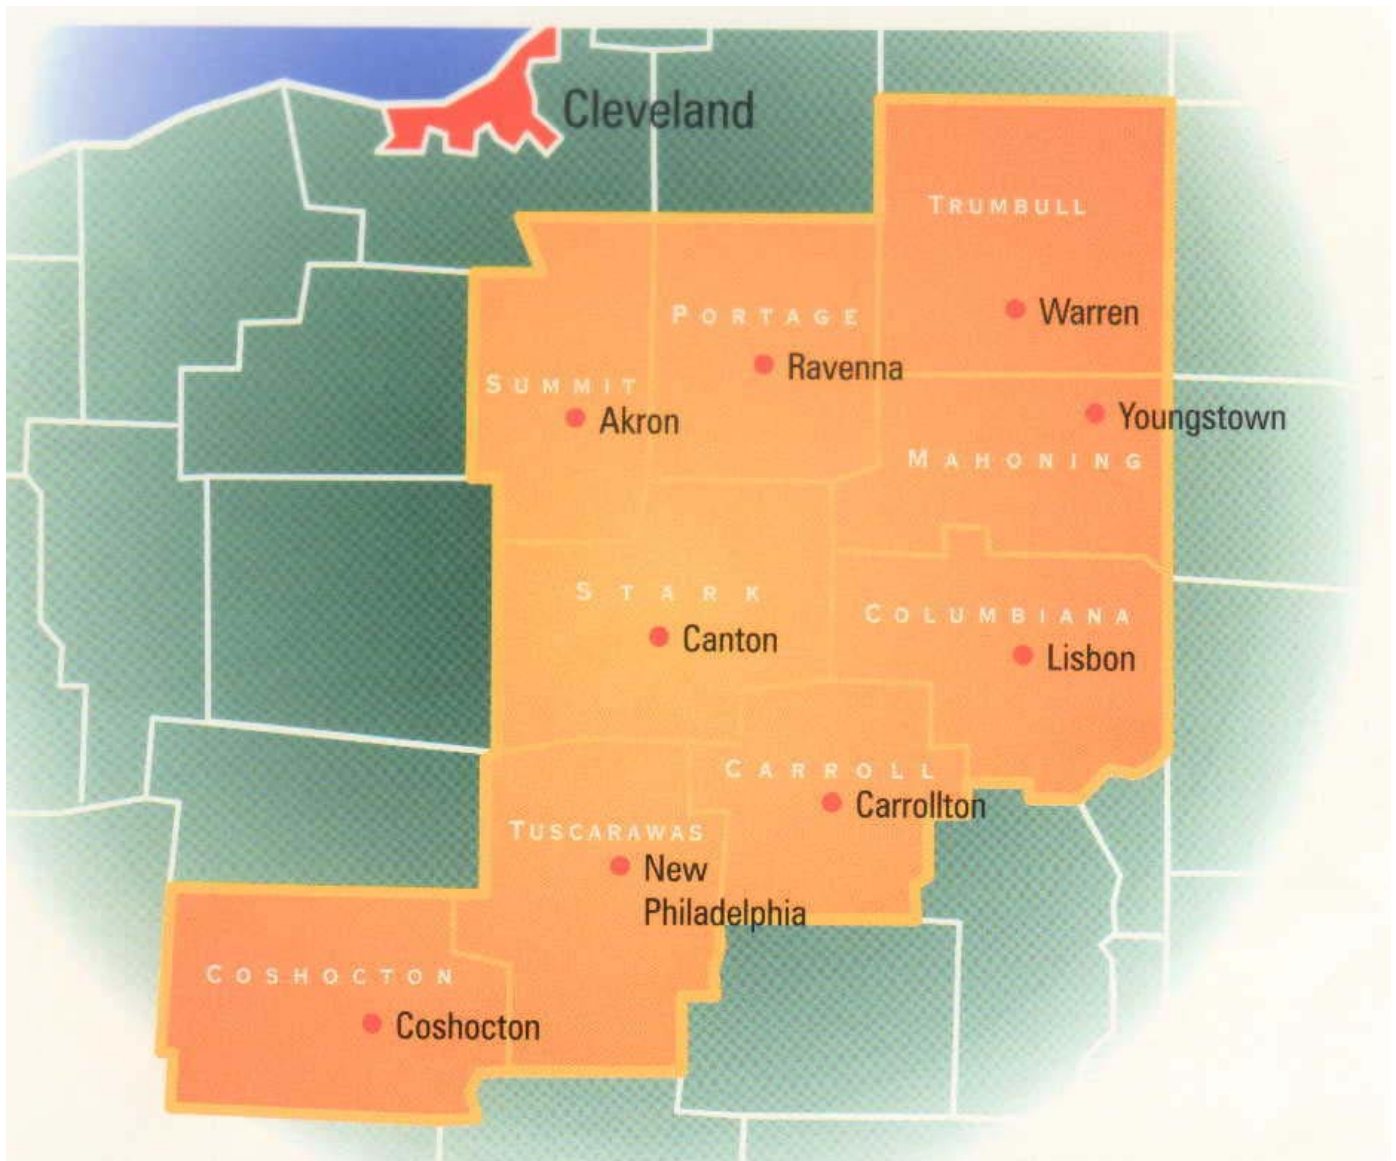 Cleveland
TRUMBULL
Warren
PORTAGE
Ravenna
SUMMIT
Akron
Youngstown
MAHONING
STARK
Canton
COLUMBIANA
Lisbon
CARROLL
Carrollton
TUSCARAWAS
New
Philadelphia
COSHOCTON
Coshocton